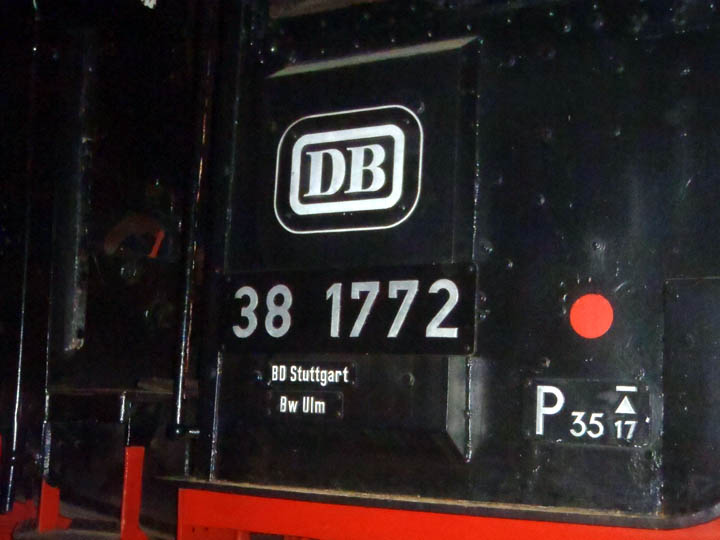 DB
38 1772
BD Stuttgart
Bw Ulm
P 35 17